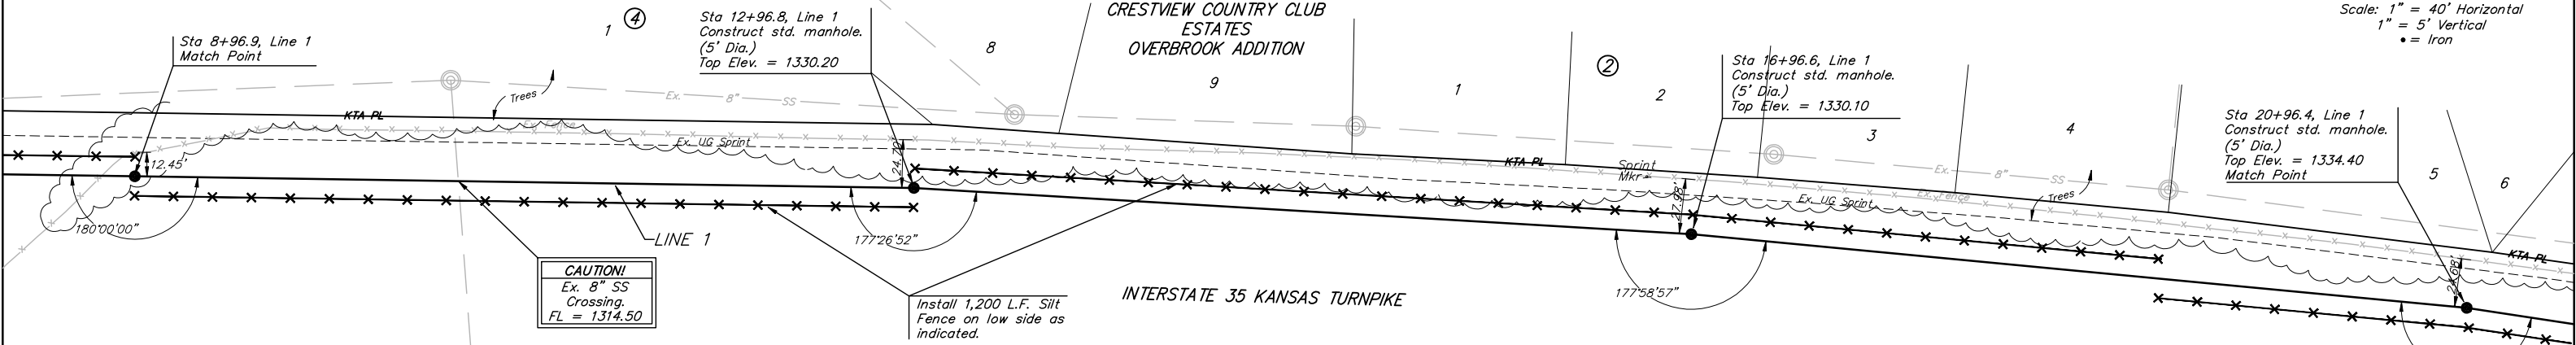 Sta 8+96.9, Line 1
Match Point
1
4
Sta 12+96.8, Line 1
Construct std. manhole.
(5' Dia.)
Top Elev. = 1330.20
8
CRESTVIEW COUNTRY CLUB
ESTATES
OVERBROOK ADDITION
9
1
2
2
Sta 16+96.6, Line 1
Construct std. manhole.
(5' Dia.)
Top Elev. = 1330.10
3
4
Scale: 1" = 40' Horizontal
1" = 5' Vertical
• = Iron
Sta 20+96.4, Line 1
Construct std. manhole.
(5' Dia.)
Top Elev. = 1334.40
Match Point
5
6
Trees
Ex. 8" SS
KTA PL
Ex. Fence
Ex. UG Sprint
12.45'
24.70'
KTA PL
Sprint
Mkr
27.98'
Ex. 8" SS
Ex. Fence
Trees
Ex. UG Sprint
KTA PL
180°00'00"
LINE 1
177°26'52"
177°58'57"
CAUTION!
Ex. 8" SS
Crossing.
FL = 1314.50
Install 1,200 L.F. Silt
Fence on low side as
indicated.
INTERSTATE 35 KANSAS TURNPIKE